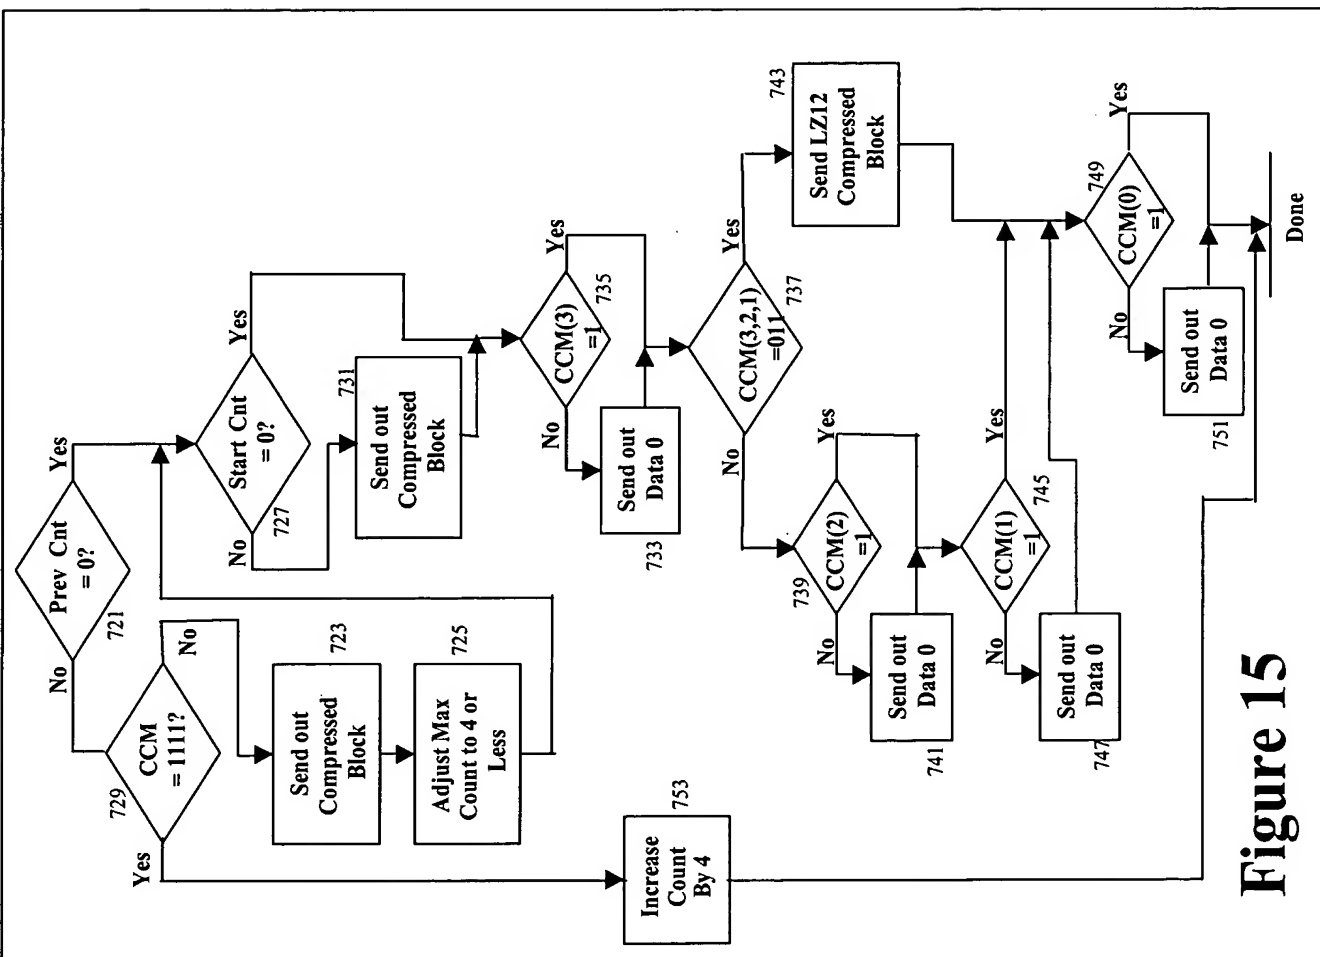 Prev Cnt
= 0?
721
No
Yes
CCM
= 1111?
729
Yes
No
Send out
Compressed
Block
723
Adjust Max
Count to 4 or
Less
725
Start Cnt
= 0?
727
No
Yes
Send out
Compressed
Block
731
CCM(3)
=1
735
No
Yes
Send out
Data 0
733
CCM(3,2,1)
=011
737
No
Yes
Send LZ12
Compressed
Block
743
CCM(2)
=1
739
No
Yes
Send out
Data 0
741
CCM(1)
=1
745
No
Yes
Send out
Data 0
747
CCM(0)
=1
749
No
Yes
Send out
Data 0
751
Increase
Count
By 4
753
Done
Figure 15